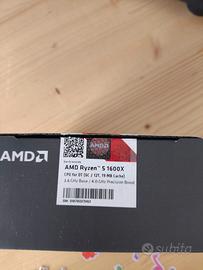 AMD
AMD Ryzen™ 5 1600X
CPU for DT (6C / 12T, 19 MB Cache)
3.6 GHz Base / 4.0 GHz Precision Boost
subito